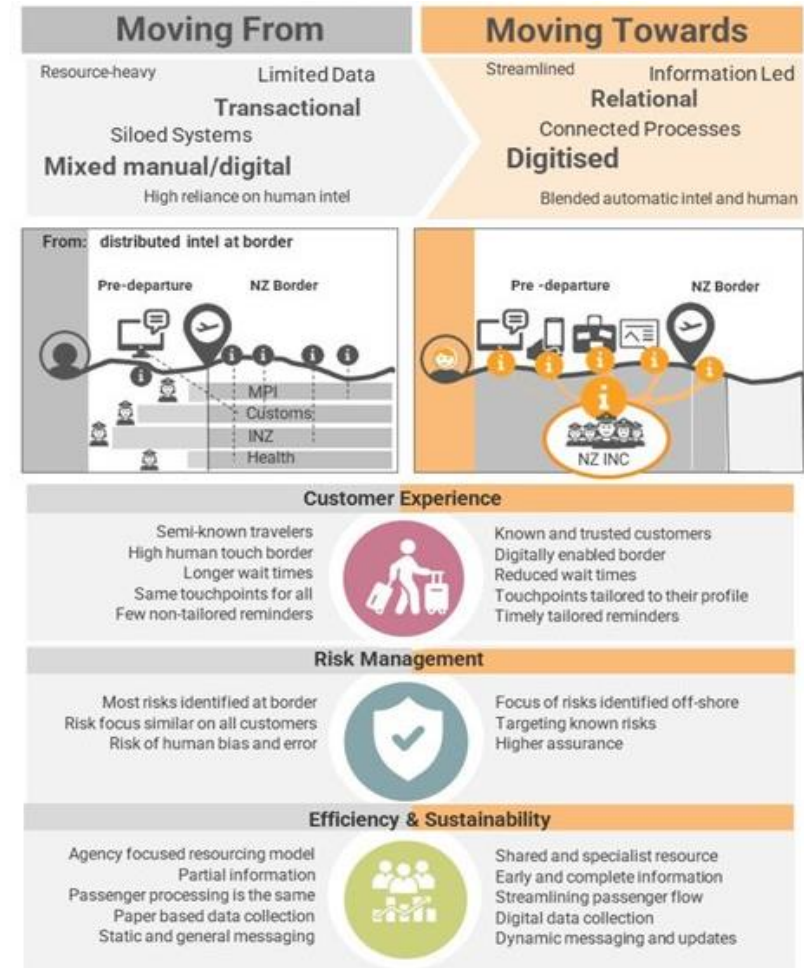 Moving From
Moving Towards
Resource-heavy
Limited Data
Transactional
Siloed Systems
Mixed manual/digital
High reliance on human intel
Streamlined
Information Led
Relational
Connected Processes
Digitised
Blended automatic intel and human
From: distributed intel at border
Pre-departure
NZ Border
MPI
Customs
INZ
Health
Pre -departure
NZ Border
NZ INC
Customer Experience
Semi-known travelers
High human touch border
Longer wait times
Same touchpoints for all
Few non-tailored reminders
Known and trusted customers
Digitally enabled border
Reduced wait times
Touchpoints tailored to their profile
Timely tailored reminders
Risk Management
Most risks identified at border
Risk focus similar on all customers
Risk of human bias and error
Focus of risks identified off-shore
Targeting known risks
Higher assurance
Efficiency & Sustainability
Agency focused resourcing model
Partial information
Passenger processing is the same
Paper based data collection
Static and general messaging
Shared and specialist resource
Early and complete information
Streamlining passenger flow
Digital data collection
Dynamic messaging and updates